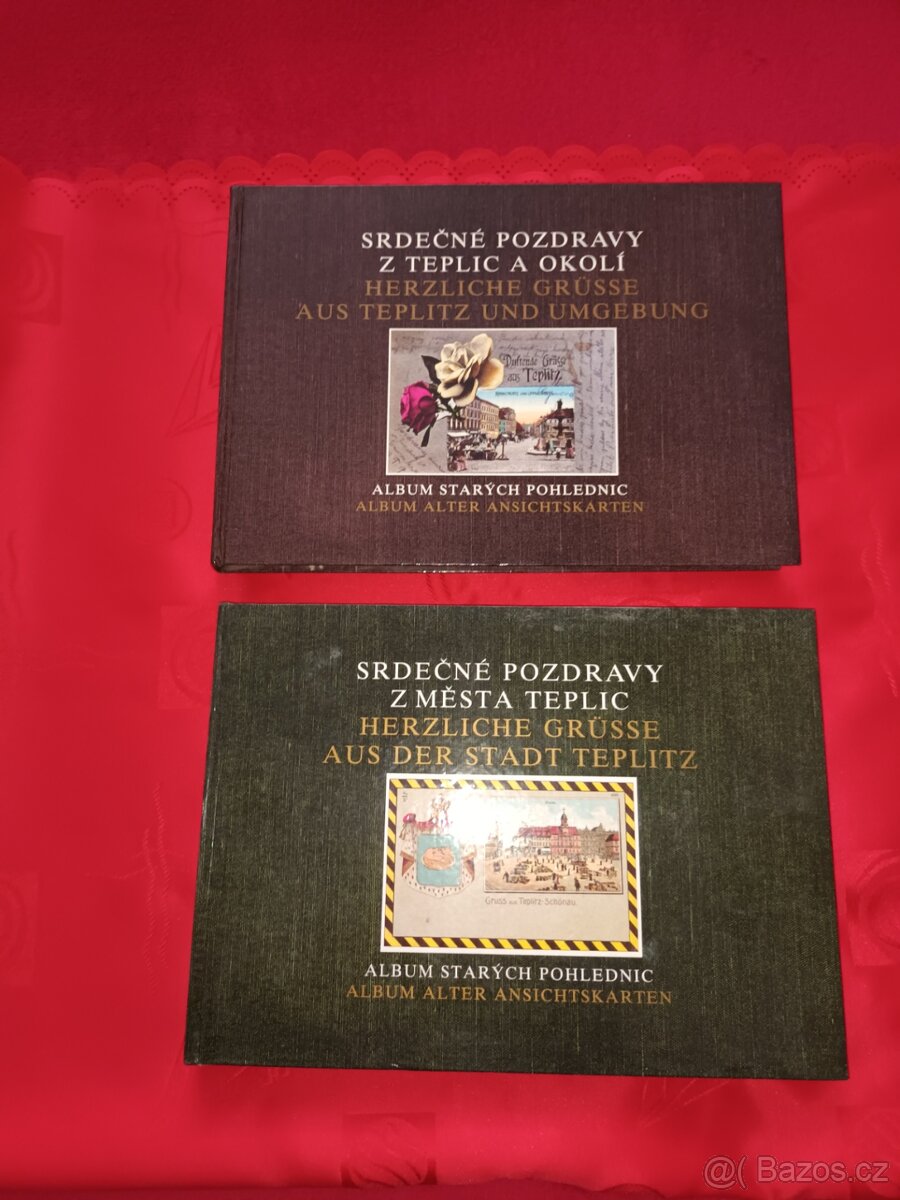 SRDEČNÉ POZDRAVY
Z TEPLIC A OKOLÍ
HERZLICHE GRÜSSE
AUS TEPLITZ UND UMGEBUNG
Duftende Grüsse
aus Teplitz
ALBUM STARÝCH POHLEDNIC
ALBUM ALTER ANSICHTSKARTEN
SRDEČNÉ POZDRAVY
Z MĚSTA TEPLIC
HERZLICHE GRÜSSE
AUS DER STADT TEPLITZ
Gruss aus Teplitz-Schönau.
ALBUM STARÝCH POHLEDNIC
ALBUM ALTER ANSICHTSKARTEN
@( Bazos.cz